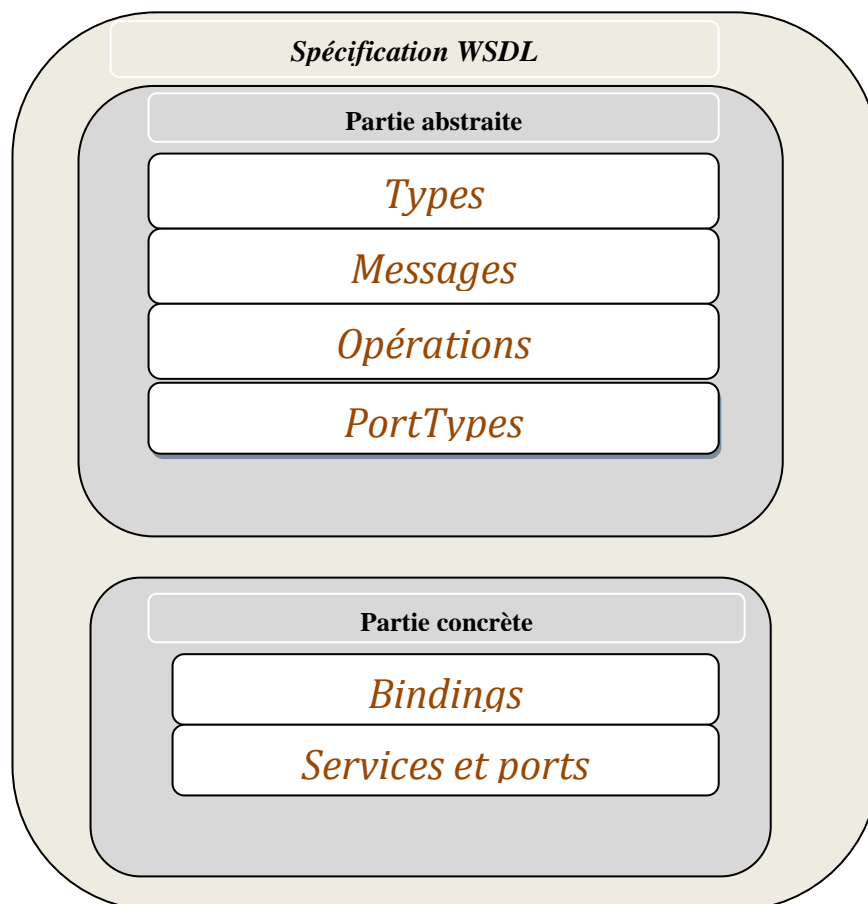 Spécification WSDL
Partie abstraite
Types
Messages
Opérations
PortTypes
Partie concrète
Bindings
Services et ports